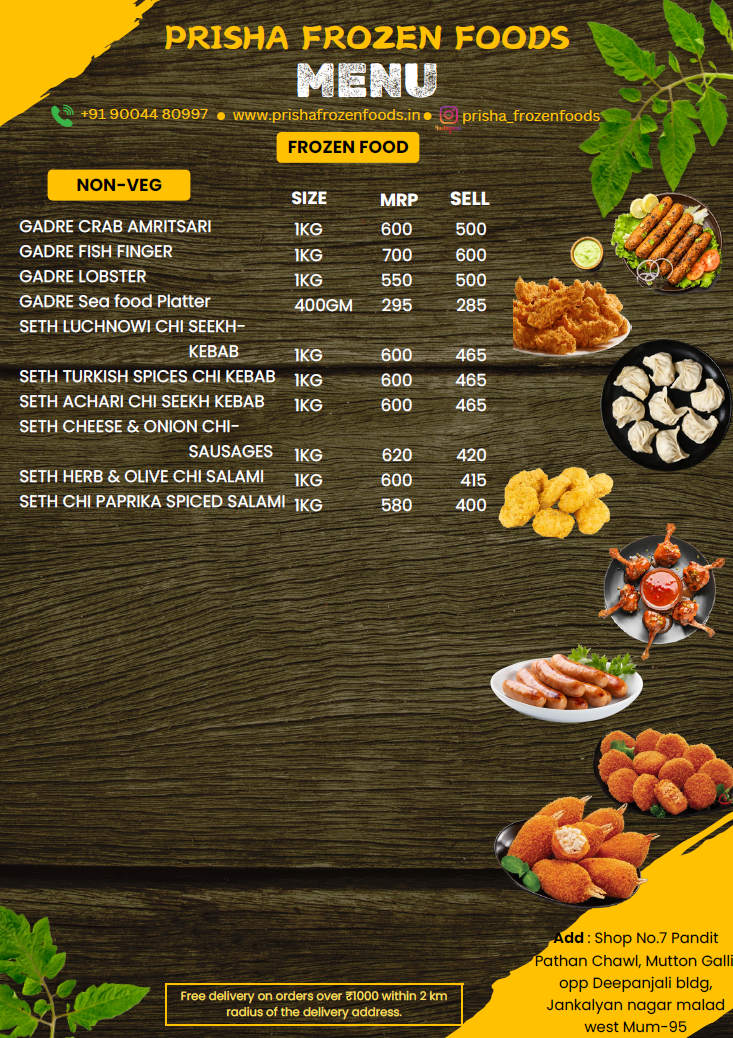 PRISHA FROZEN FOODS
MENU
+91 90044 80997 • www.prishafrozenfoods.in • prisha_frozenfoods
FROZEN FOOD
NON-VEG SIZE MRP SELL
GADRE CRAB AMRITSARI 1KG 600 500
GADRE FISH FINGER 1KG 700 600
GADRE LOBSTER 1KG 550 500
GADRE Sea food Platter 400GM 295 285
SETH LUCHNOWI CHI SEEKH-
KEBAB 1KG 600 465
SETH TURKISH SPICES CHI KEBAB 1KG 600 465
SETH ACHARI CHI SEEKH KEBAB 1KG 600 465
SETH CHEESE & ONION CHI-
SAUSAGES 1KG 620 420
SETH HERB & OLIVE CHI SALAMI 1KG 600 415
SETH CHI PAPRIKA SPICED SALAMI 1KG 580 400
Add : Shop No.7 Pandit
Pathan Chawl, Mutton Galli
opp Deepanjali bldg,
Jankalyan nagar malad
west Mum-95
Free delivery on orders over ₹1000 within 2 km
radius of the delivery address.